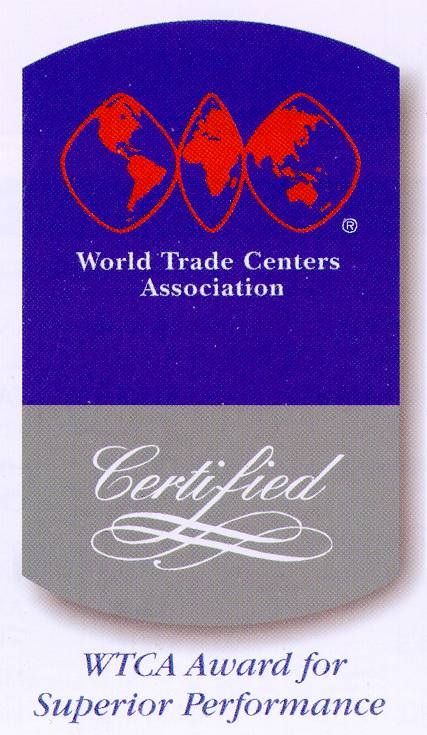 ®
World Trade Centers
Association
Certified
WTCA Award for
Superior Performance